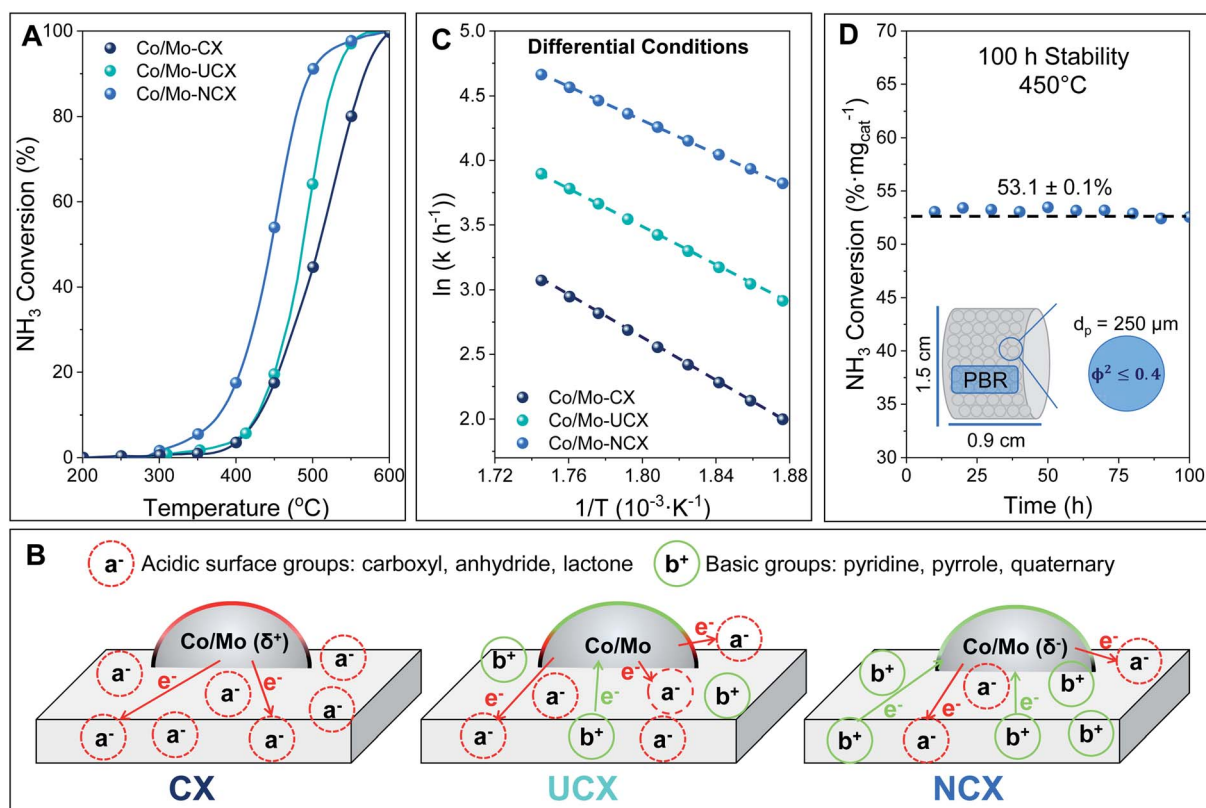 A
Co/Mo-CX
Co/Mo-UCX
Co/Mo-NCX
NH₃ Conversion (%)
100
80
60
40
20
0
200 300 400 500 600
Temperature (°C)
C
Differential Conditions
ln (k (h⁻¹))
5.0
4.5
4.0
3.5
3.0
2.5
2.0
Co/Mo-CX
Co/Mo-UCX
Co/Mo-NCX
1.72 1.76 1.80 1.84 1.88
1/T (10⁻³·K⁻¹)
D
100 h Stability
450°C
NH₃ Conversion (%·mg_cat⁻¹)
75
70
65
60
55
50
45
40
35
30
53.1 ± 0.1%
1.5 cm
PBR
0.9 cm
dₚ = 250 µm
ϕ² ≤ 0.4
0 25 50 75 100
Time (h)
B
a⁻ Acidic surface groups: carboxyl, anhydride, lactone
b⁺ Basic groups: pyridine, pyrrole, quaternary
Co/Mo (δ⁺)
a⁻ a⁻
e⁻ e⁻
a⁻ a⁻
a⁻ a⁻ a⁻
CX
Co/Mo
b⁺ e⁻ a⁻
e⁻ e⁻ e⁻
a⁻ a⁻ b⁺
a⁻ b⁺ a⁻
UCX
Co/Mo (δ⁻)
b⁺ e⁻ a⁻
a⁻ b⁺
e⁻ e⁻ e⁻
b⁺ a⁻ b⁺ b⁺
NCX